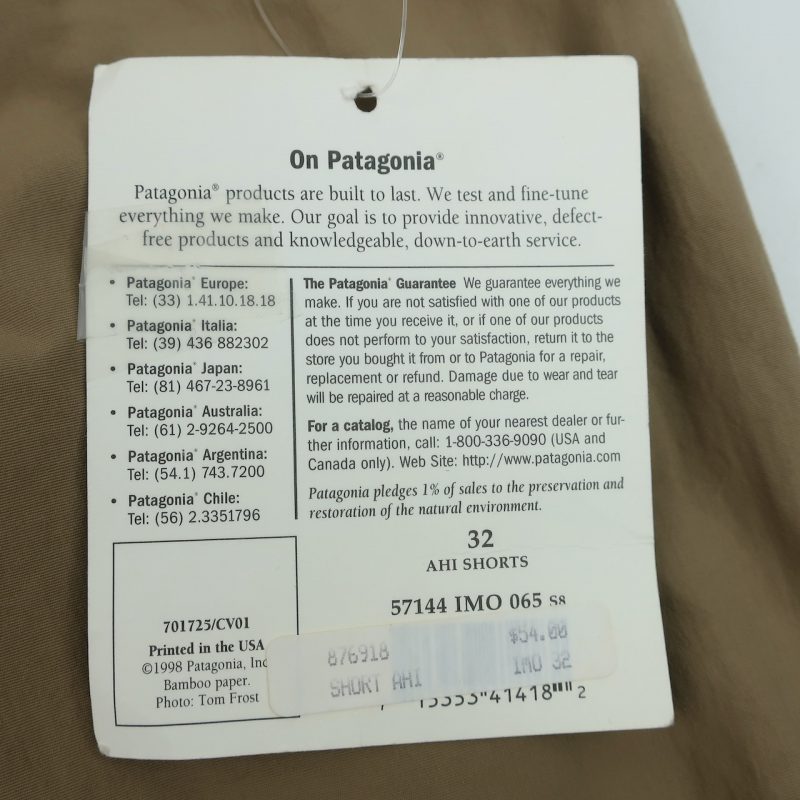 On Patagonia®
Patagonia® products are built to last. We test and fine-tune
everything we make. Our goal is to provide innovative, defect-
free products and knowledgeable, down-to-earth service.
• Patagonia® Europe:
Tel: (33) 1.41.10.18.18
• Patagonia® Italia:
Tel: (39) 436 882302
• Patagonia® Japan:
Tel: (81) 467-23-8961
• Patagonia® Australia:
Tel: (61) 2-9264-2500
• Patagonia® Argentina:
Tel: (54.1) 743.7200
• Patagonia® Chile:
Tel: (56) 2.3351796
The Patagonia® Guarantee We guarantee everything we
make. If you are not satisfied with one of our products
at the time you receive it, or if one of our products
does not perform to your satisfaction, return it to the
store you bought it from or to Patagonia for a repair,
replacement or refund. Damage due to wear and tear
will be repaired at a reasonable charge.
For a catalog, the name of your nearest dealer or fur-
ther information, call: 1-800-336-9090 (USA and
Canada only). Web Site: http://www.patagonia.com
Patagonia pledges 1% of sales to the preservation and
restoration of the natural environment.
32
AHI SHORTS
57144 IMO 065 S8
701725/CV01
Printed in the USA
©1998 Patagonia, Inc
Bamboo paper.
Photo: Tom Frost
876918 $54.00
SHORT AHI IMO 32
41418 2